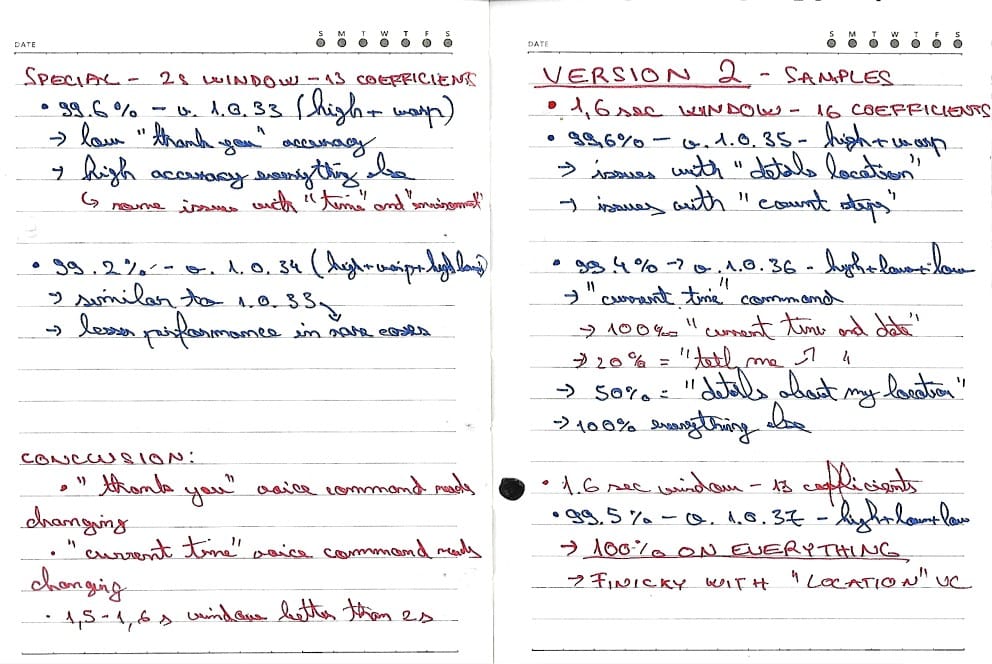 DATE S M T W T F S
SPECIAL - 2s WINDOW - 13 COEFFICIENTS
• 99.6% - v. 1.0.33 (high + warp)
→ low "thank you" accuracy
→ high accuracy everything else
↳ some issues with "time" and "environment"
• 99.2% - v. 1.0.34 (high+warp+high low)
→ similar to 1.0.33
→ lesser performance in rare cases
CONCLUSION:
• "thank you" voice command needs
changing
• "current time" voice command needs
changing
• 1,5-1,6 s window better than 2s
DATE S M T W T F S
VERSION 2 - SAMPLES
• 1,6 sec WINDOW - 16 COEFFICIENTS
• 99,6% - v. 1.0.35 - high+warp
→ issues with "details location"
→ issues with "count steps"
• 99.4% → v. 1.0.36 - high+low+low
→ "current time" command
→ 100% "current time and date"
→ 20% = "tell me ↗ "
→ 50% = "details about my location"
→ 100% everything else
• 1.6 sec window - 13 coefficients
• 99.5% - v. 1.0.37 - high+low+low
→ 100% ON EVERYTHING
→ FINICKY WITH "LOCATION" VC